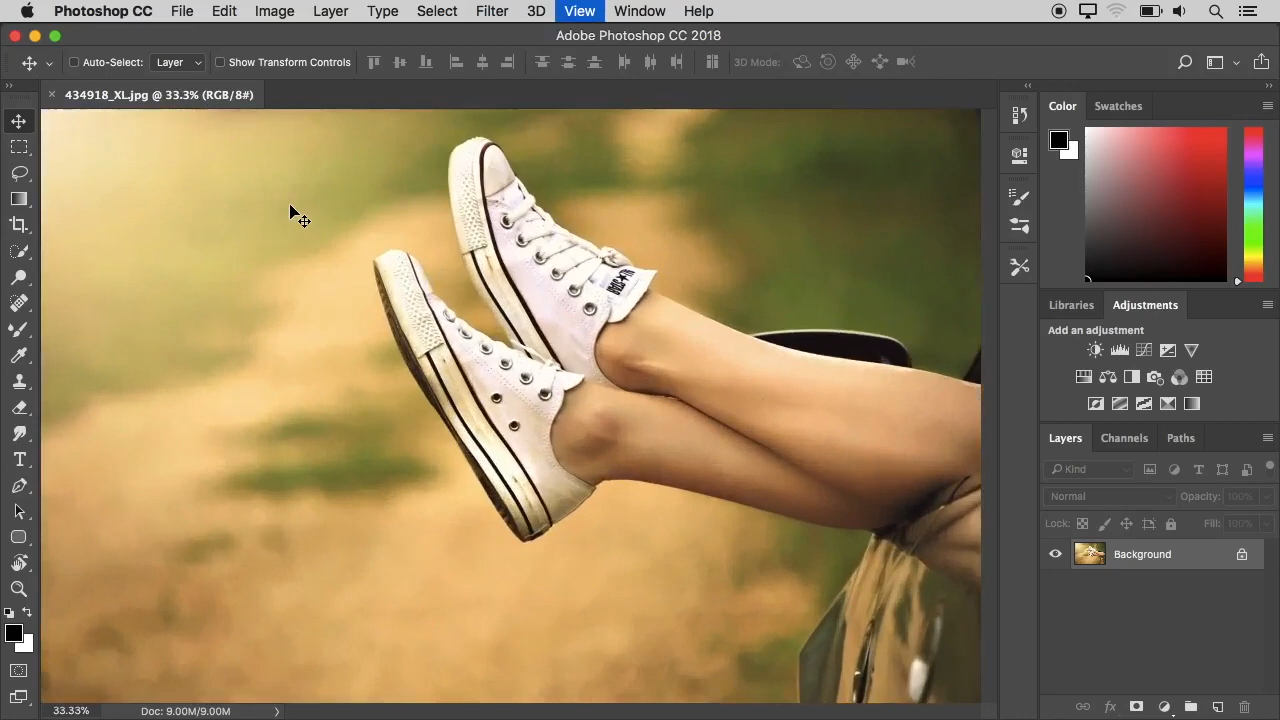 Photoshop CC File Edit Image Layer Type Select Filter 3D View Window Help
Adobe Photoshop CC 2018
Auto-Select: Layer Show Transform Controls 3D Mode:
434918_XL.jpg @ 33.3% (RGB/8#)
Color Swatches
Libraries Adjustments
Add an adjustment
Layers Channels Paths
Kind
Normal Opacity: 100%
Lock: Fill: 100%
Background
33.33% Doc: 9.00M/9.00M